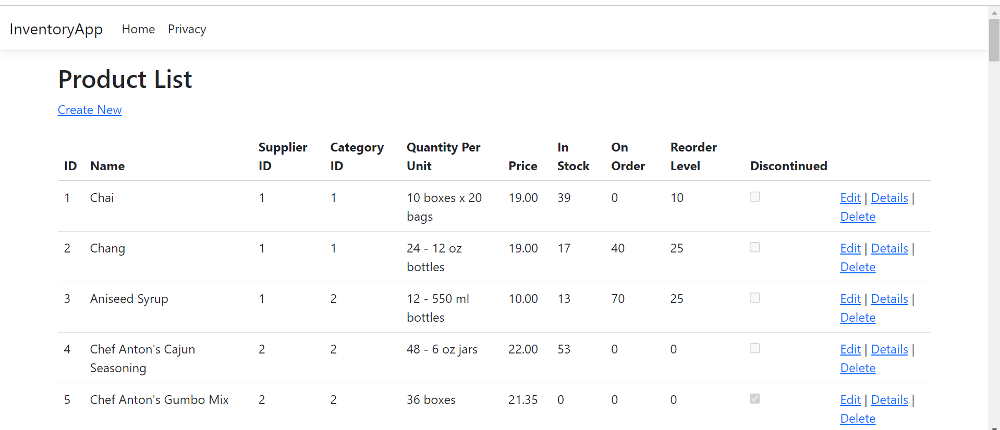 InventoryApp Home Privacy
Product List
Create New
Supplier Category Quantity Per In On Reorder
ID Name ID ID Unit Price Stock Order Level Discontinued
1 Chai 1 1 10 boxes x 20 19.00 39 0 10 Edit | Details |
bags Delete
2 Chang 1 1 24 - 12 oz 19.00 17 40 25 Edit | Details |
bottles Delete
3 Aniseed Syrup 1 2 12 - 550 ml 10.00 13 70 25 Edit | Details |
bottles Delete
4 Chef Anton's Cajun 2 2 48 - 6 oz jars 22.00 53 0 0 Edit | Details |
Seasoning Delete
5 Chef Anton's Gumbo Mix 2 2 36 boxes 21.35 0 0 0 Edit | Details |
Delete